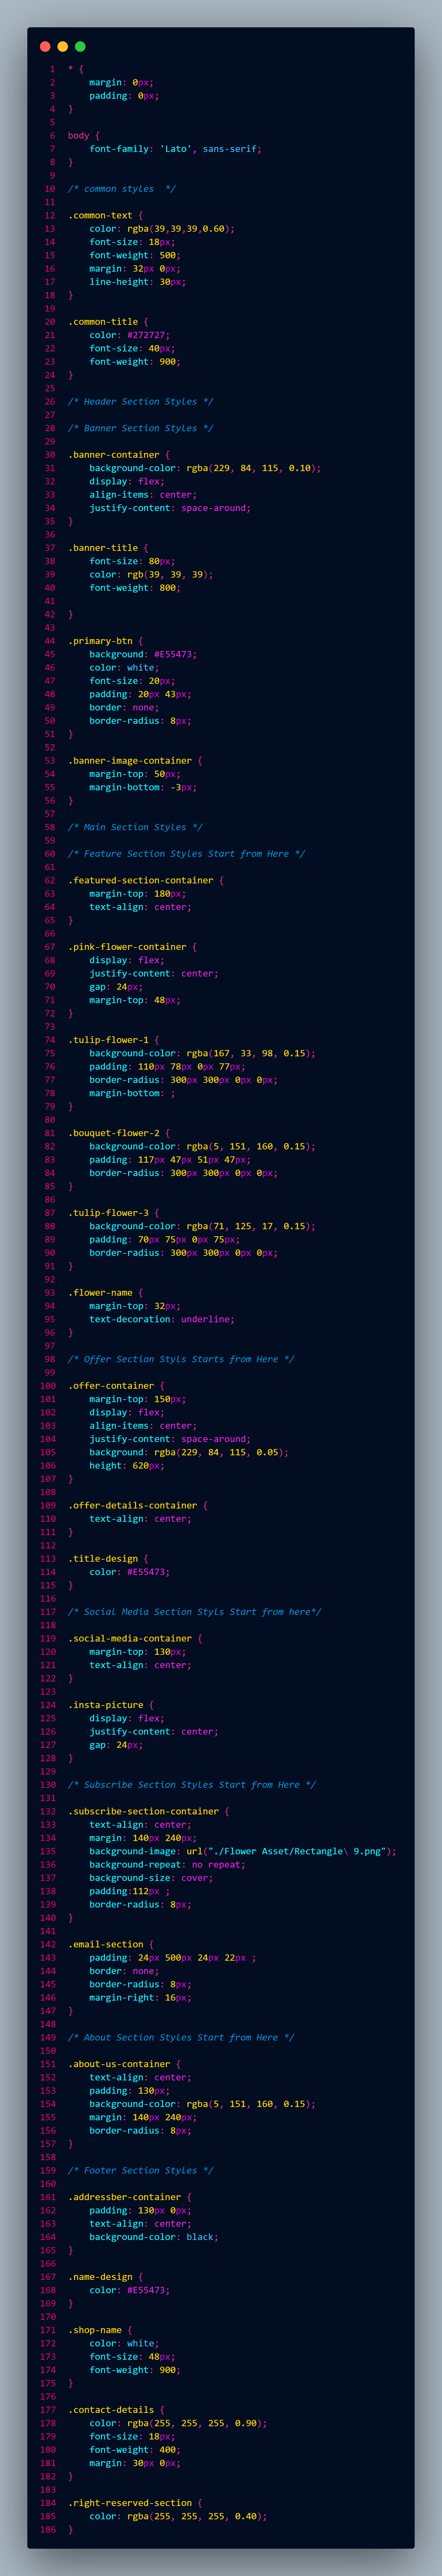 1 * {
2     margin: 0px;
3     padding: 0px;
4 }
5
6 body {
7     font-family: 'Lato', sans-serif;
8 }
9
10 /* common styles  */
11
12 .common-text {
13     color: rgba(39,39,39,0.60);
14     font-size: 18px;
15     font-weight: 500;
16     margin: 32px 0px;
17     line-height: 30px;
18 }
19
20 .common-title {
21     color: #272727;
22     font-size: 40px;
23     font-weight: 900;
24 }
25
26 /* Header Section Styles */
27
28 /* Banner Section Styles */
29
30 .banner-container {
31     background-color: rgba(229, 84, 115, 0.10);
32     display: flex;
33     align-items: center;
34     justify-content: space-around;
35 }
36
37 .banner-title {
38     font-size: 80px;
39     color: rgb(39, 39, 39);
40     font-weight: 800;
41
42 }
43
44 .primary-btn {
45     background: #E55473;
46     color: white;
47     font-size: 20px;
48     padding: 20px 43px;
49     border: none;
50     border-radius: 8px;
51 }
52
53 .banner-image-container {
54     margin-top: 50px;
55     margin-bottom: -3px;
56 }
57
58 /* Main Section Styles */
59
60 /* Feature Section Styles Start from Here */
61
62 .featured-section-container {
63     margin-top: 180px;
64     text-align: center;
65 }
66
67 .pink-flower-container {
68     display: flex;
69     justify-content: center;
70     gap: 24px;
71     margin-top: 48px;
72 }
73
74 .tulip-flower-1 {
75     background-color: rgba(167, 33, 98, 0.15);
76     padding: 110px 78px 0px 77px;
77     border-radius: 300px 300px 0px 0px;
78     margin-bottom: ;
79 }
80
81 .bouquet-flower-2 {
82     background-color: rgba(5, 151, 160, 0.15);
83     padding: 117px 47px 51px 47px;
84     border-radius: 300px 300px 0px 0px;
85 }
86
87 .tulip-flower-3 {
88     background-color: rgba(71, 125, 17, 0.15);
89     padding: 70px 75px 0px 75px;
90     border-radius: 300px 300px 0px 0px;
91 }
92
93 .flower-name {
94     margin-top: 32px;
95     text-decoration: underline;
96 }
97
98 /* Offer Section Styls Starts from Here */
99
100 .offer-container {
101     margin-top: 150px;
102     display: flex;
103     align-items: center;
104     justify-content: space-around;
105     background: rgba(229, 84, 115, 0.05);
106     height: 620px;
107 }
108
109 .offer-details-container {
110     text-align: center;
111 }
112
113 .title-design {
114     color: #E55473;
115 }
116
117 /* Social Media Section Styls Start from here*/
118
119 .social-media-container {
120     margin-top: 130px;
121     text-align: center;
122 }
123
124 .insta-picture {
125     display: flex;
126     justify-content: center;
127     gap: 24px;
128 }
129
130 /* Subscribe Section Styles Start from Here */
131
132 .subscribe-section-container {
133     text-align: center;
134     margin: 140px 240px;
135     background-image: url("./Flower Asset/Rectangle\ 9.png");
136     background-repeat: no repeat;
137     background-size: cover;
138     padding:112px ;
139     border-radius: 8px;
140 }
141
142 .email-section {
143     padding: 24px 500px 24px 22px ;
144     border: none;
145     border-radius: 8px;
146     margin-right: 16px;
147 }
148
149 /* About Section Styles Start from Here */
150
151 .about-us-container {
152     text-align: center;
153     padding: 130px;
154     background-color: rgba(5, 151, 160, 0.15);
155     margin: 140px 240px;
156     border-radius: 8px;
157 }
158
159 /* Footer Section Styles */
160
161 .addressber-container {
162     padding: 130px 0px;
163     text-align: center;
164     background-color: black;
165 }
166
167 .name-design {
168     color: #E55473;
169 }
170
171 .shop-name {
172     color: white;
173     font-size: 48px;
174     font-weight: 900;
175 }
176
177 .contact-details {
178     color: rgba(255, 255, 255, 0.90);
179     font-size: 18px;
180     font-weight: 400;
181     margin: 30px 0px;
182 }
183
184 .right-reserved-section {
185     color: rgba(255, 255, 255, 0.40);
186 }